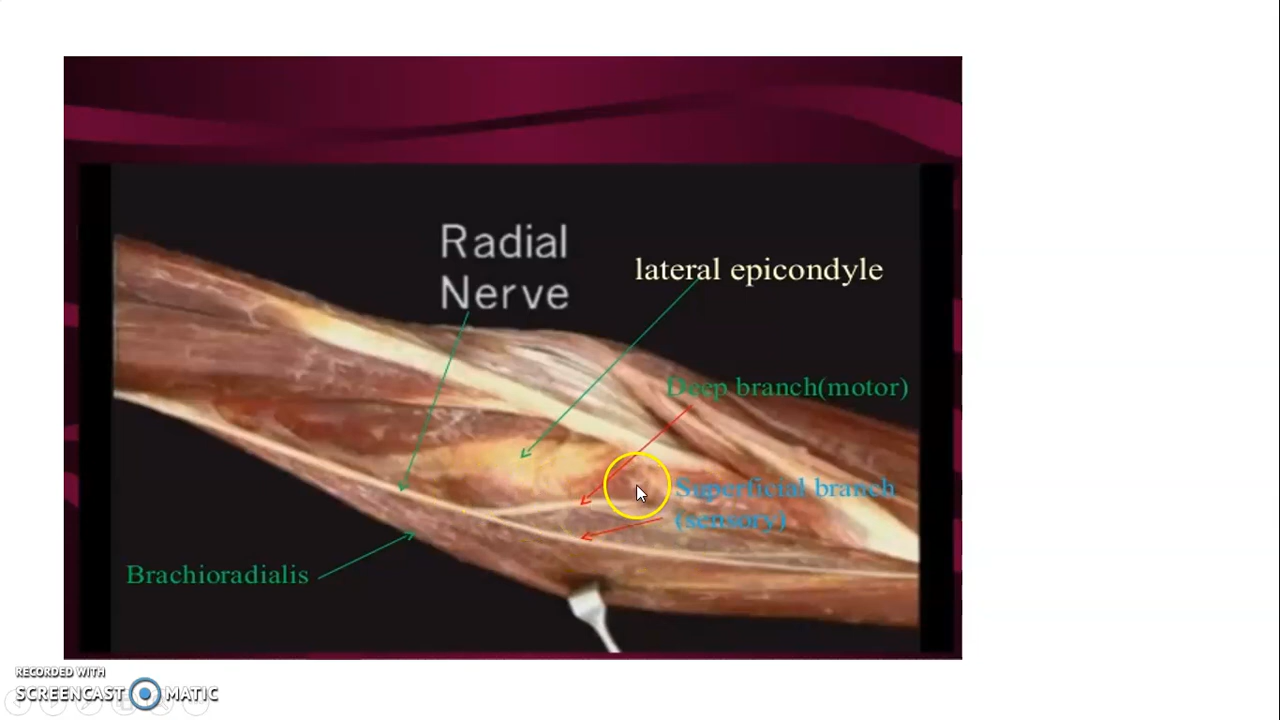 Radial
Nerve
lateral epicondyle
Deep branch(motor)
Superficial branch
(sensory)
Brachioradialis
RECORDED WITH
SCREENCAST MATIC